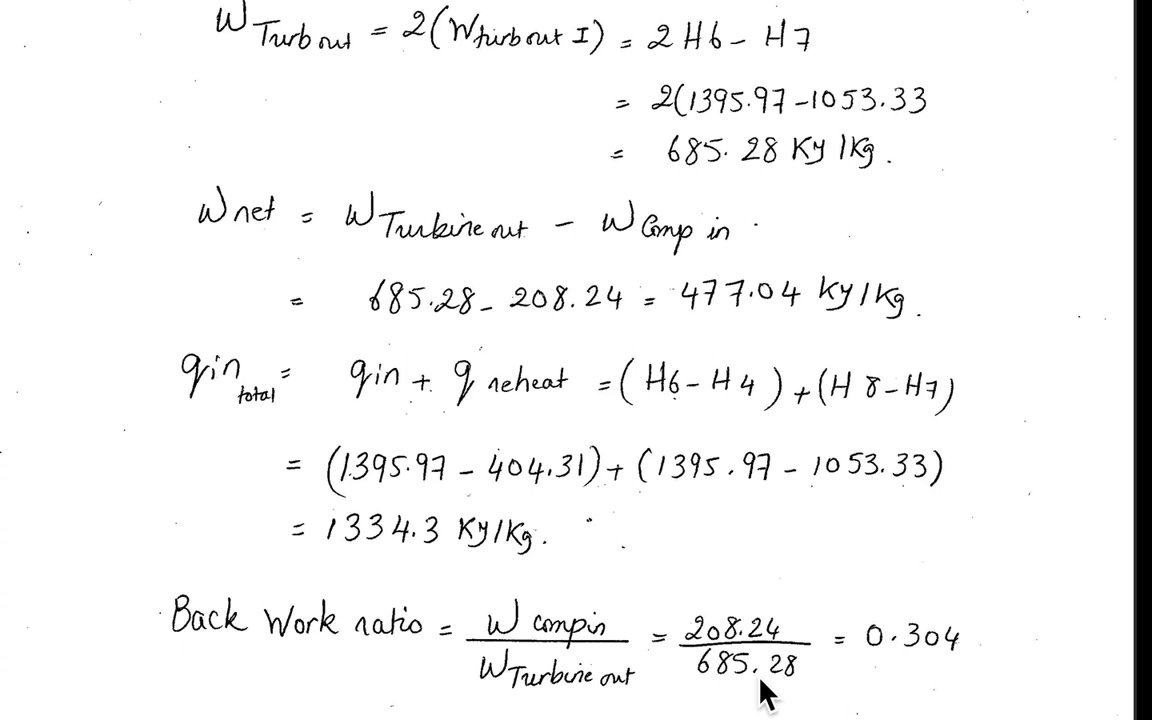 W Turb out = 2(Wturb out I) = 2 H6 - H7
= 2(1395.97 - 1053.33
= 685.28 KJ/Kg.
Wnet = W Turbine out - W Comp in
= 685.28 - 208.24 = 477.04 KJ/Kg.
qin total = qin + q reheat = (H6 - H4) + (H8 - H7)
= (1395.97 - 404.31) + (1395.97 - 1053.33)
= 1334.3 KJ/Kg.
Back Work ratio = W compin / W Turbine out = 208.24 / 685.28 = 0.304